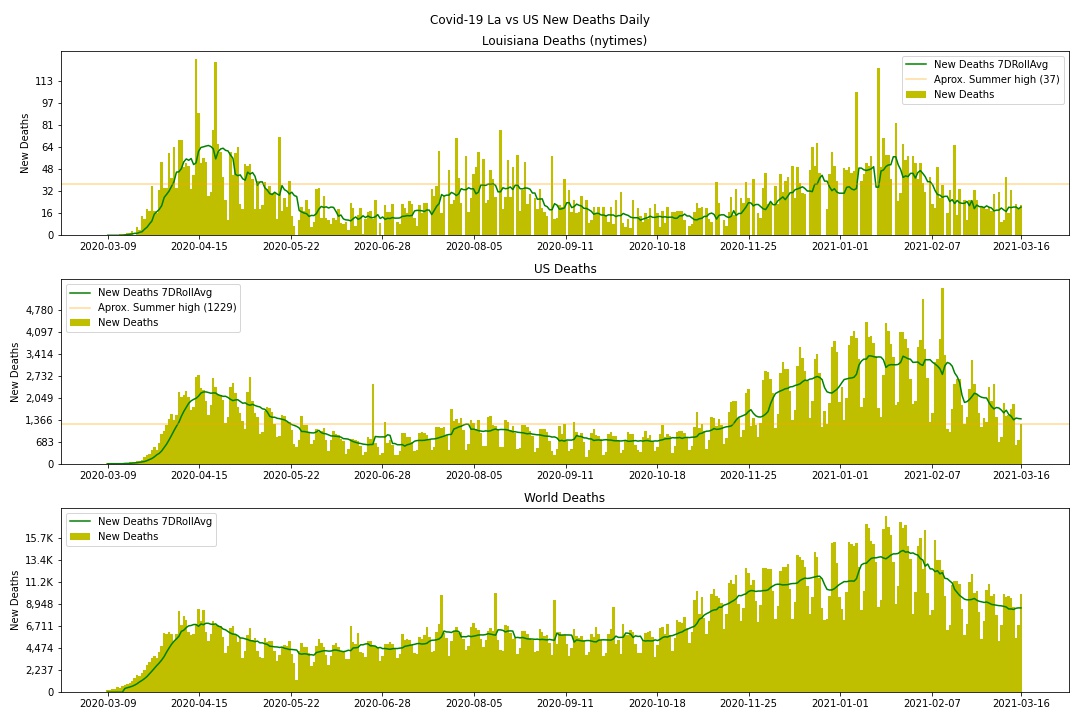 Covid-19 La vs US New Deaths Daily
Louisiana Deaths (nytimes)
New Deaths
113
97
81
64
48
32
16
0
New Deaths 7DRollAvg
Aprox. Summer high (37)
New Deaths
2020-03-09 2020-04-15 2020-05-22 2020-06-28 2020-08-05 2020-09-11 2020-10-18 2020-11-25 2021-01-01 2021-02-07 2021-03-16
US Deaths
New Deaths
4,780
4,097
3,414
2,732
2,049
1,366
683
0
New Deaths 7DRollAvg
Aprox. Summer high (1229)
New Deaths
2020-03-09 2020-04-15 2020-05-22 2020-06-28 2020-08-05 2020-09-11 2020-10-18 2020-11-25 2021-01-01 2021-02-07 2021-03-16
World Deaths
New Deaths
15.7K
13.4K
11.2K
8,948
6,711
4,474
2,237
0
New Deaths 7DRollAvg
New Deaths
2020-03-09 2020-04-15 2020-05-22 2020-06-28 2020-08-05 2020-09-11 2020-10-18 2020-11-25 2021-01-01 2021-02-07 2021-03-16